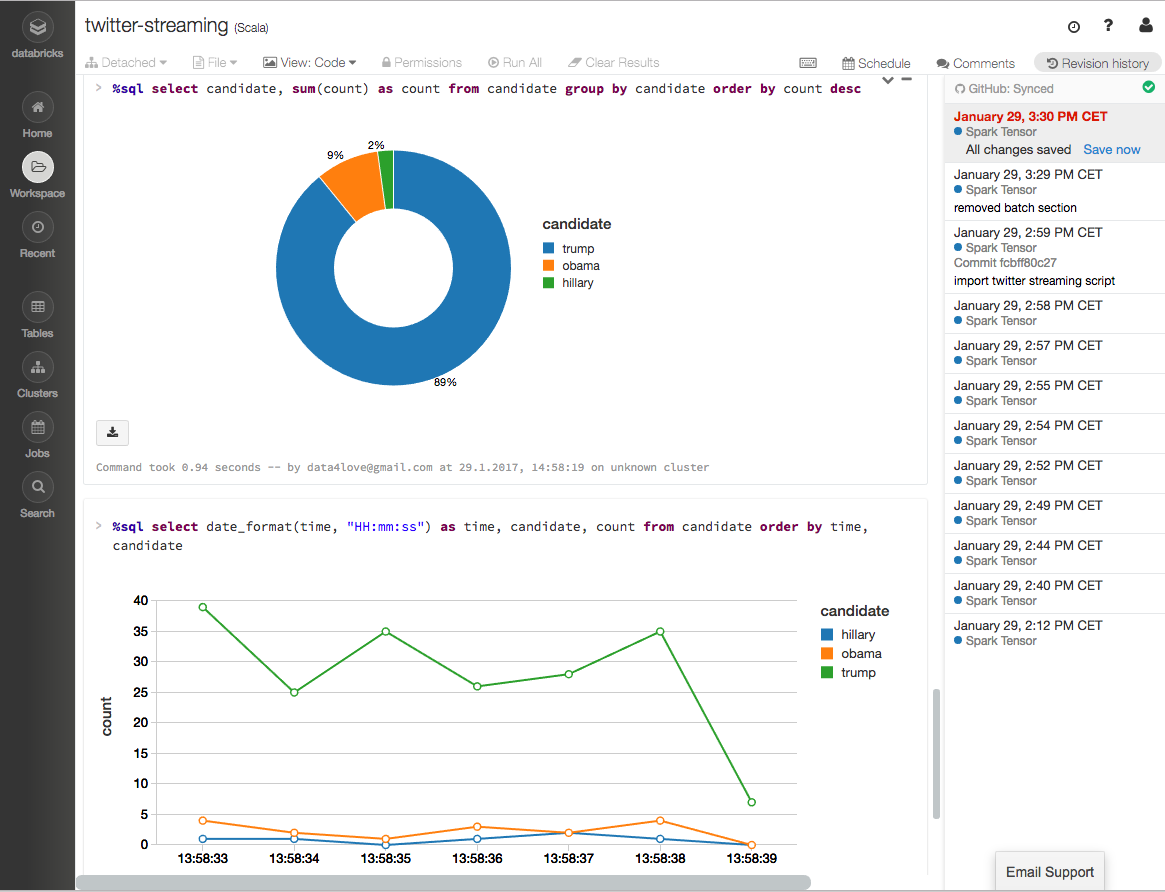 databricks
Home
Workspace
Recent
Tables
Clusters
Jobs
Search
twitter-streaming (Scala)
Detached File View: Code Permissions Run All Clear Results Schedule Comments Revision history
> %sql select candidate, sum(count) as count from candidate group by candidate order by count desc
2%
9%
89%
candidate
trump
obama
hillary
Command took 0.94 seconds -- by data4love@gmail.com at 29.1.2017, 14:58:19 on unknown cluster
> %sql select date_format(time, "HH:mm:ss") as time, candidate, count from candidate order by time,
candidate
count
40
35
30
25
20
15
10
5
0
13:58:33 13:58:34 13:58:35 13:58:36 13:58:37 13:58:38 13:58:39
candidate
hillary
obama
trump
GitHub: Synced
January 29, 3:30 PM CET
Spark Tensor
All changes saved Save now
January 29, 3:29 PM CET
Spark Tensor
removed batch section
January 29, 2:59 PM CET
Spark Tensor
Commit fcbff80c27
import twitter streaming script
January 29, 2:58 PM CET
Spark Tensor
January 29, 2:57 PM CET
Spark Tensor
January 29, 2:55 PM CET
Spark Tensor
January 29, 2:54 PM CET
Spark Tensor
January 29, 2:52 PM CET
Spark Tensor
January 29, 2:49 PM CET
Spark Tensor
January 29, 2:44 PM CET
Spark Tensor
January 29, 2:40 PM CET
Spark Tensor
January 29, 2:12 PM CET
Spark Tensor
Email Support